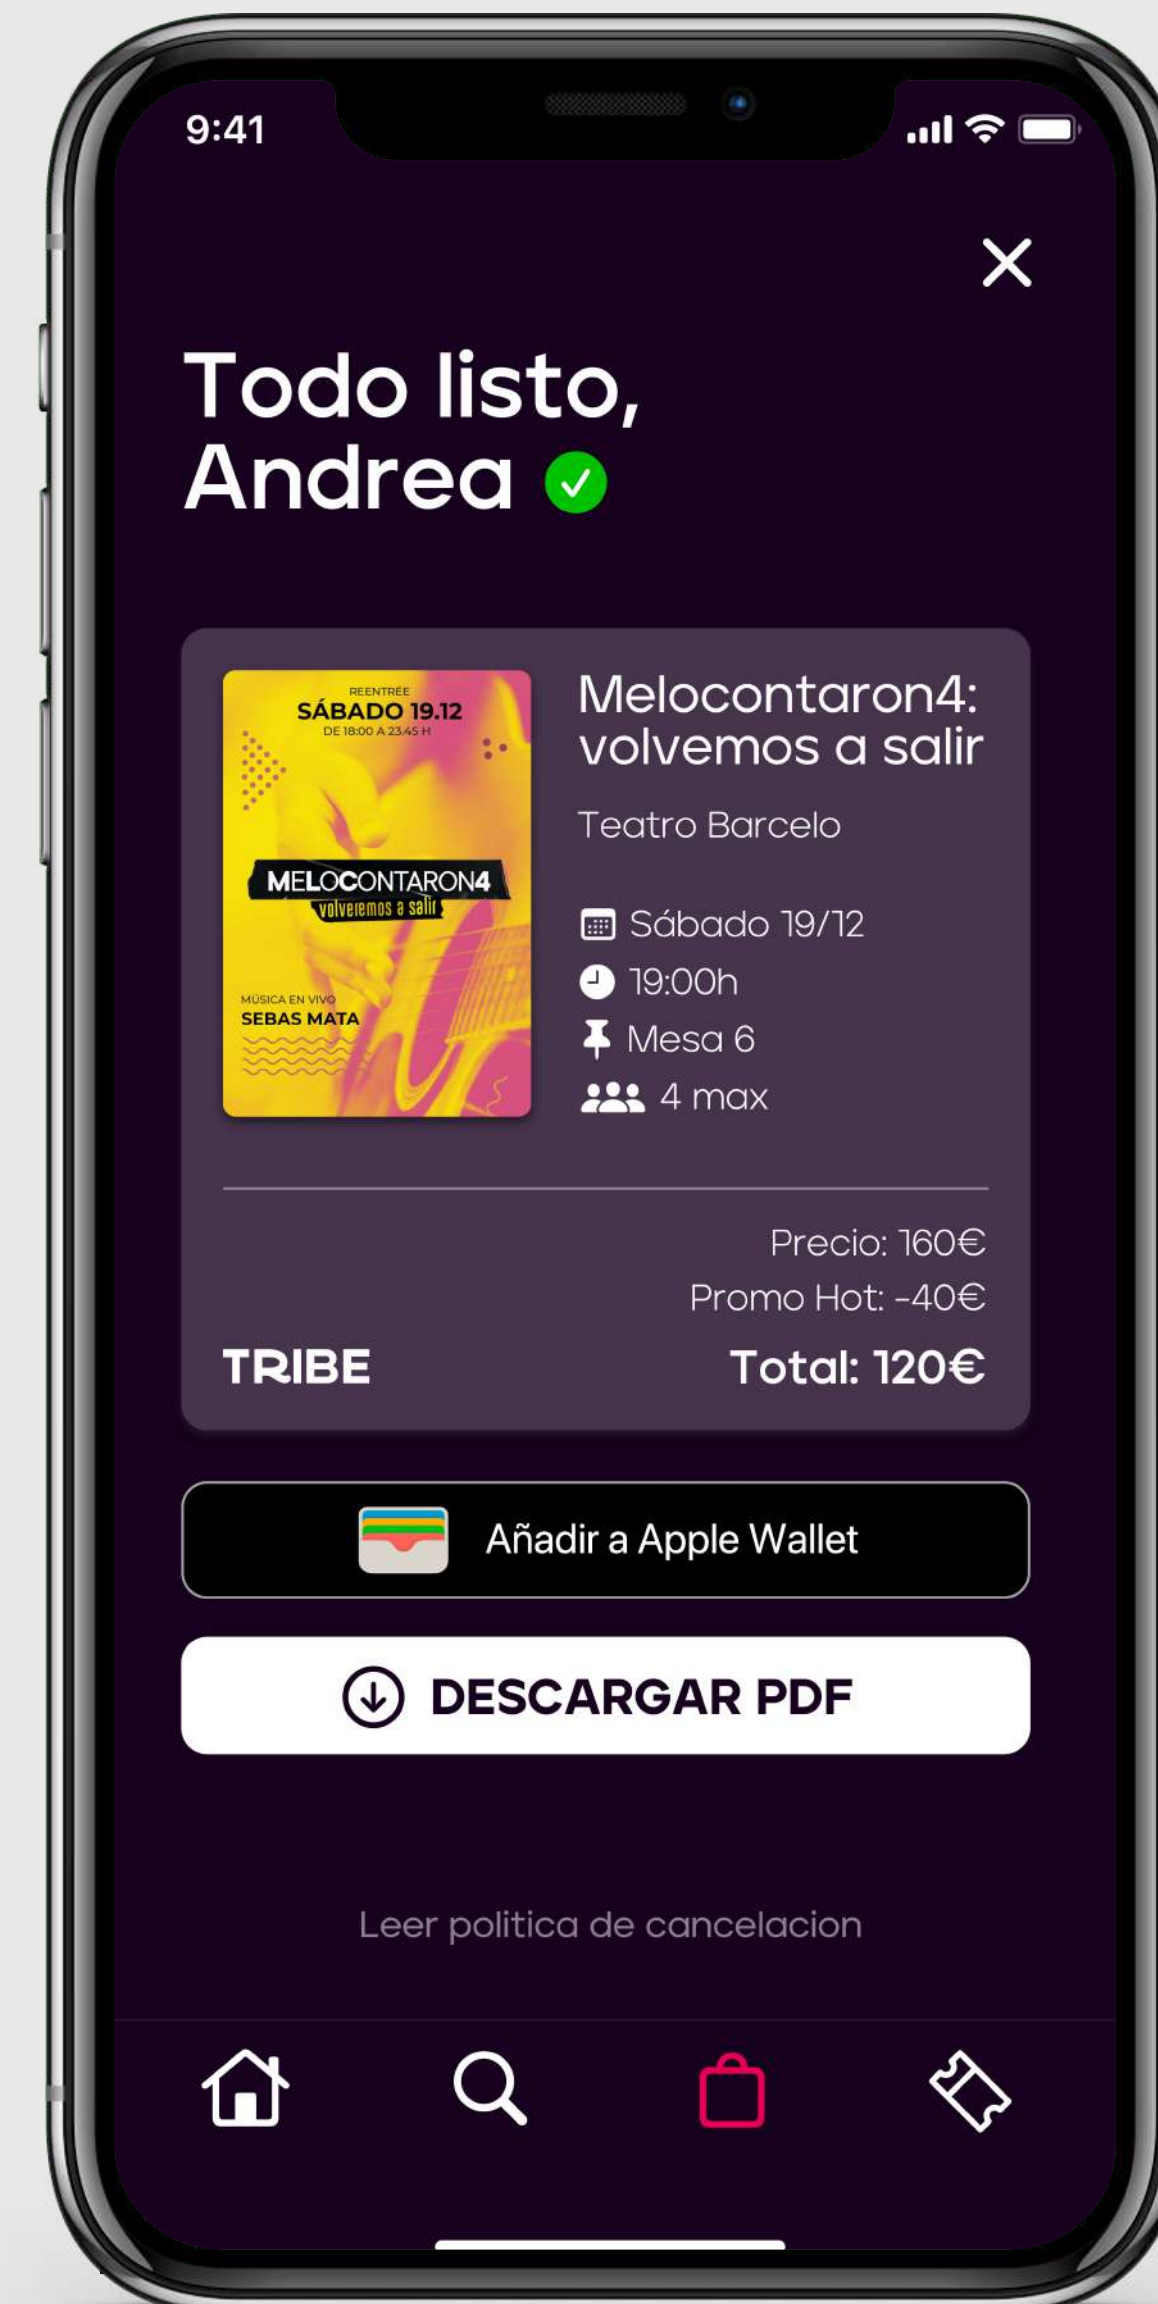 9:41
Todo listo,
Andrea
REENTRÉE
SÁBADO 19.12
DE 18:00 A 23.45 H
MELOCONTARON4
volveremos a salir
MÚSICA EN VIVO
SEBAS MATA
Melocontaron4:
volvemos a salir
Teatro Barcelo
Sábado 19/12
19:00h
Mesa 6
4 max
Precio: 160€
Promo Hot: -40€
TRIBE
Total: 120€
Añadir a Apple Wallet
DESCARGAR PDF
Leer politica de cancelacion